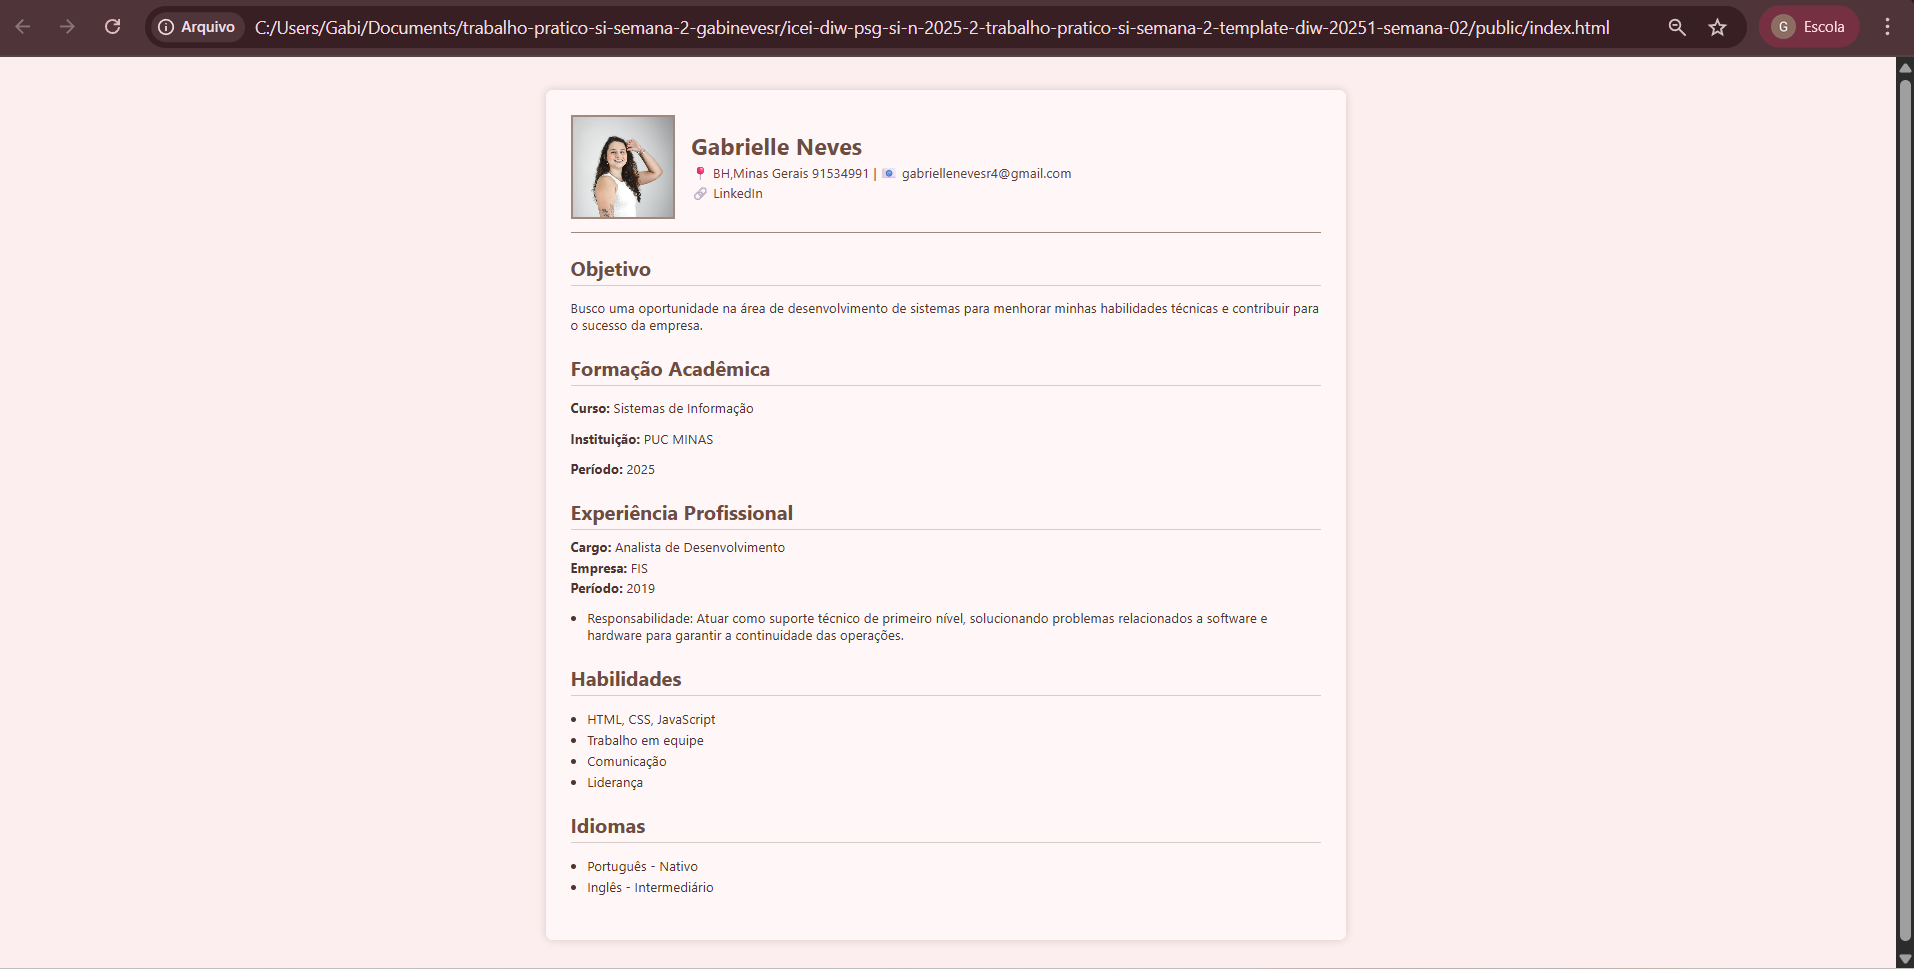 Arquivo
C:/Users/Gabi/Documents/trabalho-pratico-si-semana-2-gabinevesr/icei-diw-psg-si-n-2025-2-trabalho-pratico-si-semana-2-template-diw-20251-semana-02/public/index.html
G Escola
Gabrielle Neves
📍 BH,Minas Gerais 91534991 | 📧 gabriellenevesr4@gmail.com
🔗 LinkedIn
Objetivo
Busco uma oportunidade na área de desenvolvimento de sistemas para menhorar minhas habilidades técnicas e contribuir para
o sucesso da empresa.
Formação Acadêmica
Curso: Sistemas de Informação
Instituição: PUC MINAS
Período: 2025
Experiência Profissional
Cargo: Analista de Desenvolvimento
Empresa: FIS
Período: 2019
• Responsabilidade: Atuar como suporte técnico de primeiro nível, solucionando problemas relacionados a software e
hardware para garantir a continuidade das operações.
Habilidades
• HTML, CSS, JavaScript
• Trabalho em equipe
• Comunicação
• Liderança
Idiomas
• Português - Nativo
• Inglês - Intermediário